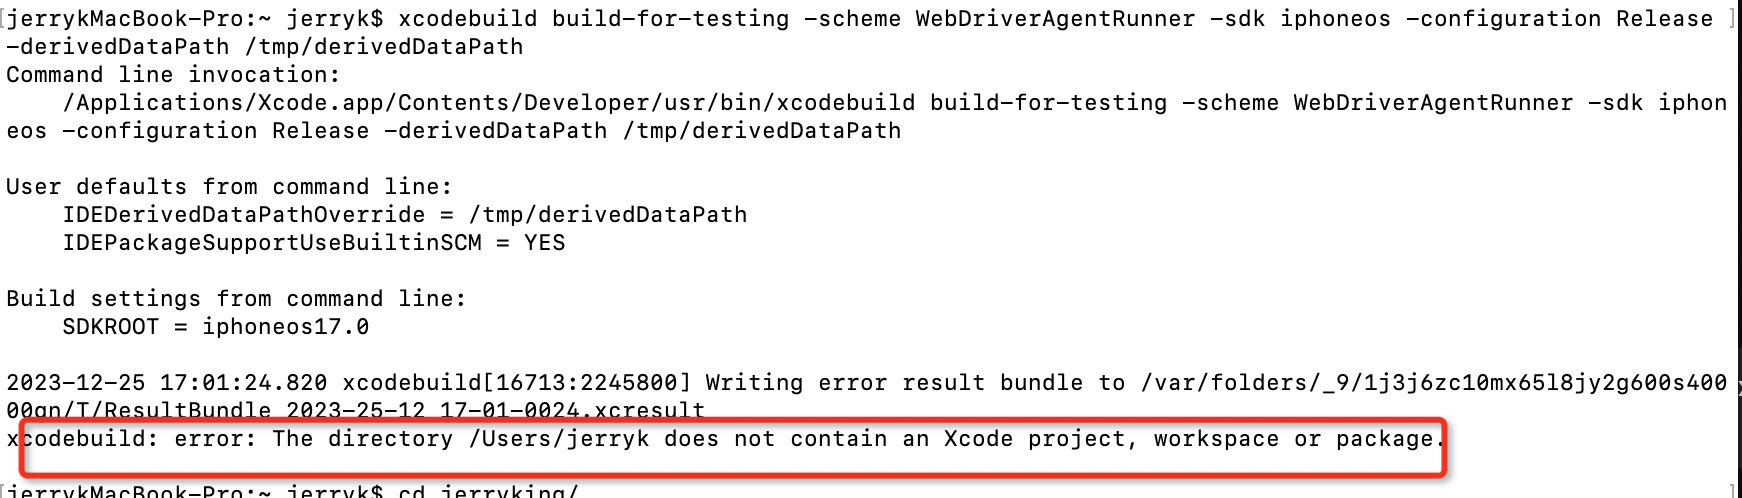 [jerrykMacBook-Pro:~ jerryk$ xcodebuild build-for-testing -scheme WebDriverAgentRunner -sdk iphoneos -configuration Release ]
-derivedDataPath /tmp/derivedDataPath
Command line invocation:
    /Applications/Xcode.app/Contents/Developer/usr/bin/xcodebuild build-for-testing -scheme WebDriverAgentRunner -sdk iphon
eos -configuration Release -derivedDataPath /tmp/derivedDataPath
User defaults from command line:
    IDEDerivedDataPathOverride = /tmp/derivedDataPath
    IDEPackageSupportUseBuiltinSCM = YES
Build settings from command line:
    SDKROOT = iphoneos17.0
2023-12-25 17:01:24.820 xcodebuild[16713:2245800] Writing error result bundle to /var/folders/_9/1j3j6zc10mx65l8jy2g600s400
00gn/T/ResultBundle_2023-25-12_17-01-0024.xcresult
xcodebuild: error: The directory /Users/jerryk does not contain an Xcode project, workspace or package.
[jerrykMacBook-Pro:~ jerryk$ cd jerryking/ ]